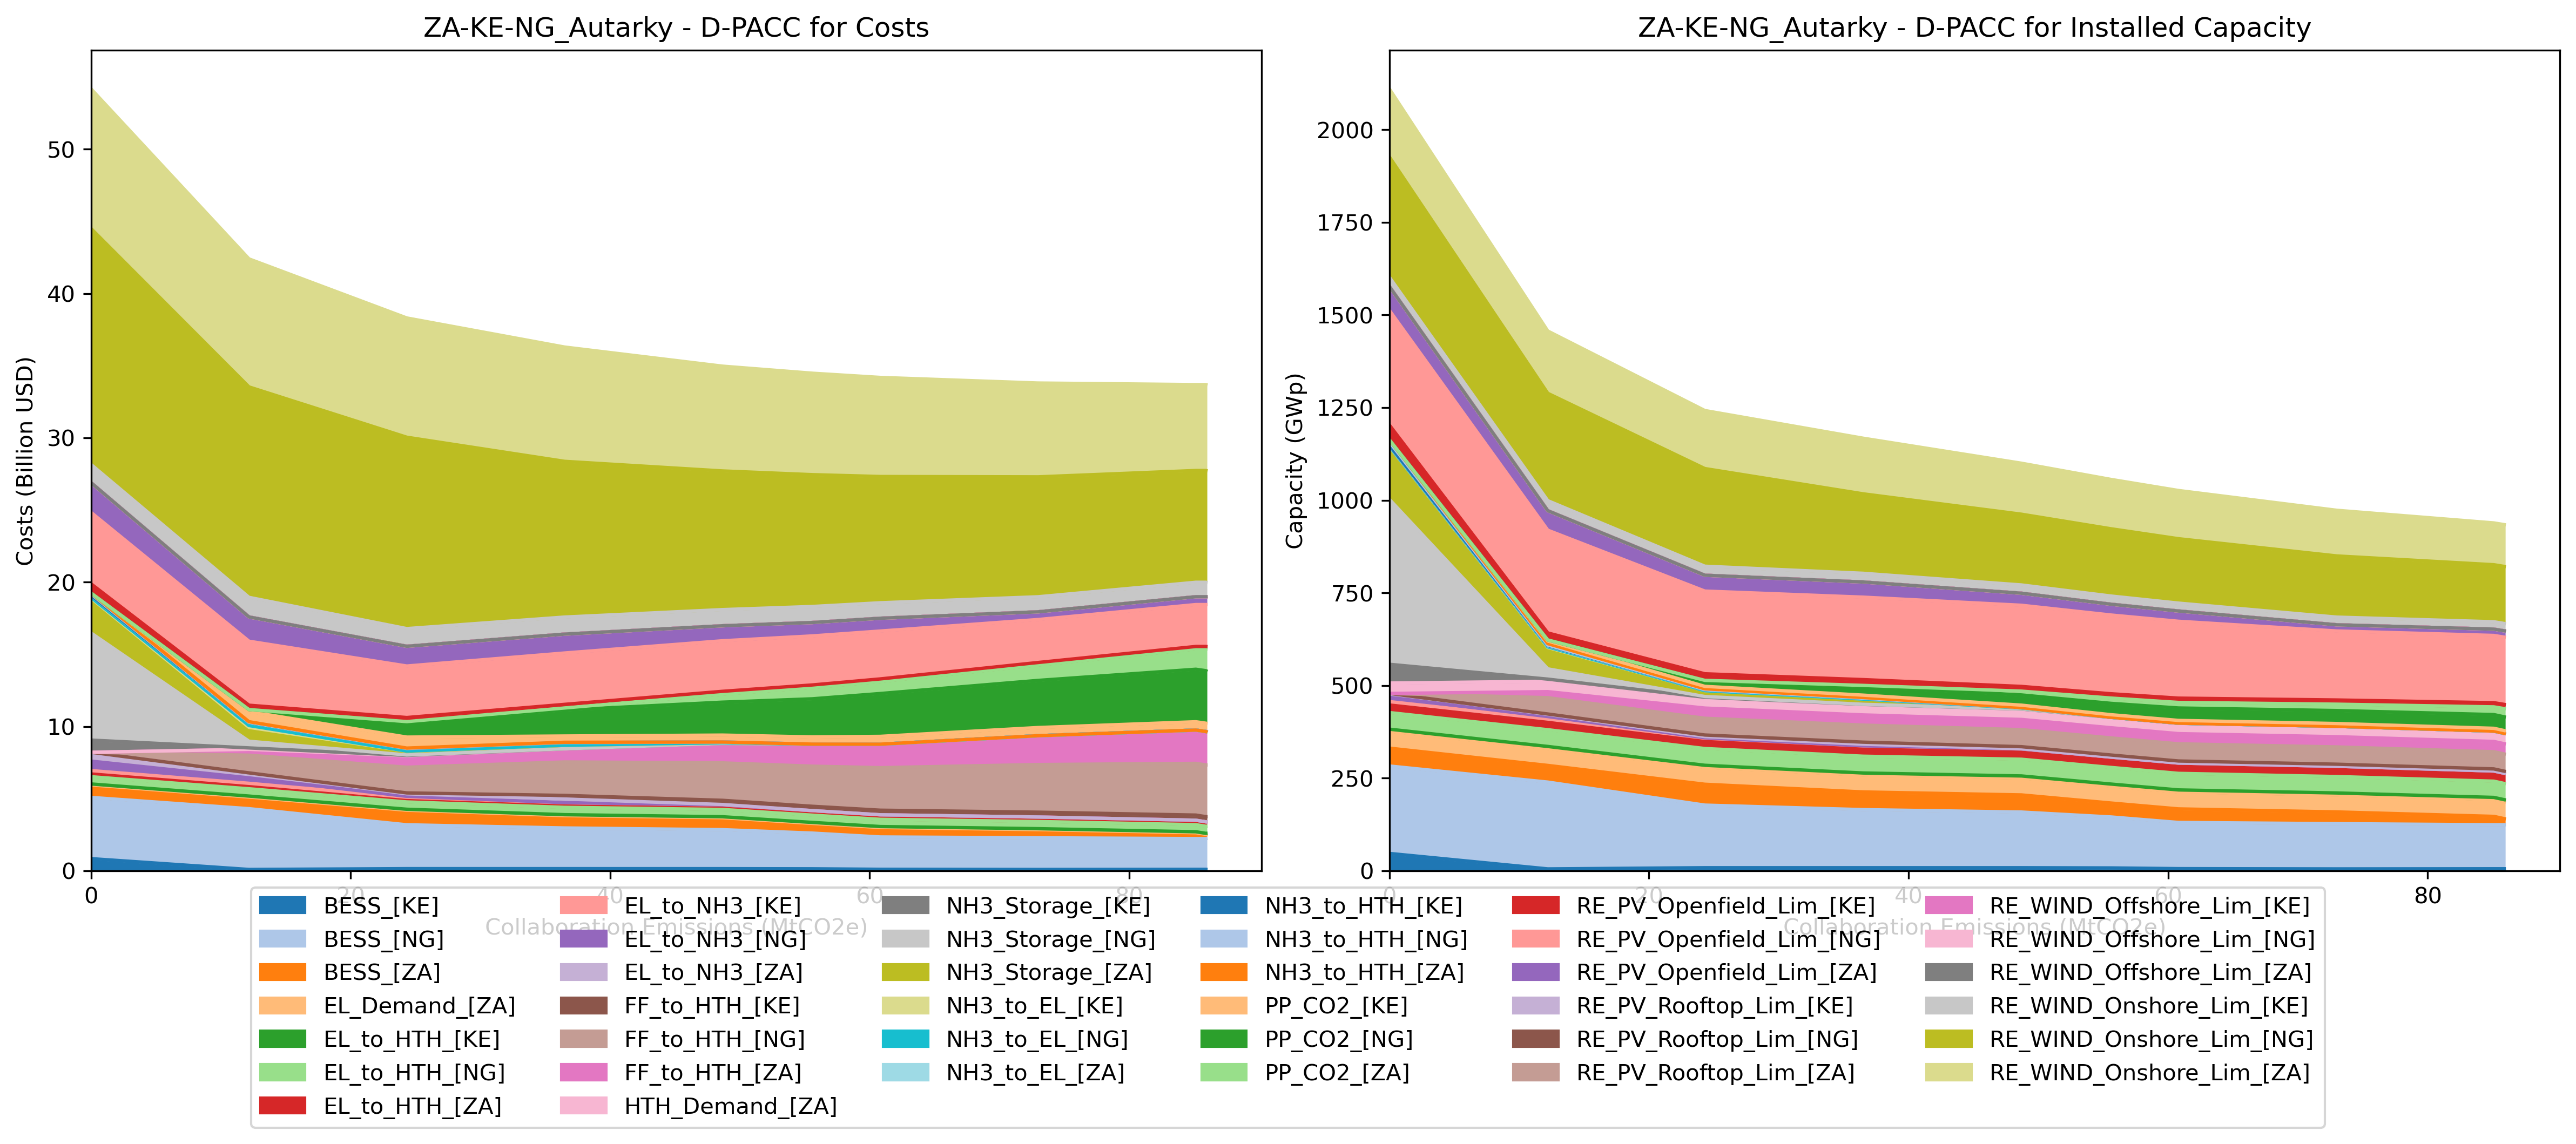 ZA-KE-NG_Autarky - D-PACC for Costs
Costs (Billion USD)
50
40
30
20
10
0
0 20 40 60 80
Collaboration Emissions (MtCO2e)
ZA-KE-NG_Autarky - D-PACC for Installed Capacity
Capacity (GWp)
2000
1750
1500
1250
1000
750
500
250
0
0 20 40 60 80
Collaboration Emissions (MtCO2e)
BESS_[KE]
BESS_[NG]
BESS_[ZA]
EL_Demand_[ZA]
EL_to_HTH_[KE]
EL_to_HTH_[NG]
EL_to_HTH_[ZA]
EL_to_NH3_[KE]
EL_to_NH3_[NG]
EL_to_NH3_[ZA]
FF_to_HTH_[KE]
FF_to_HTH_[NG]
FF_to_HTH_[ZA]
HTH_Demand_[ZA]
NH3_Storage_[KE]
NH3_Storage_[NG]
NH3_Storage_[ZA]
NH3_to_EL_[KE]
NH3_to_EL_[NG]
NH3_to_EL_[ZA]
NH3_to_HTH_[KE]
NH3_to_HTH_[NG]
NH3_to_HTH_[ZA]
PP_CO2_[KE]
PP_CO2_[NG]
PP_CO2_[ZA]
RE_PV_Openfield_Lim_[KE]
RE_PV_Openfield_Lim_[NG]
RE_PV_Openfield_Lim_[ZA]
RE_PV_Rooftop_Lim_[KE]
RE_PV_Rooftop_Lim_[NG]
RE_PV_Rooftop_Lim_[ZA]
RE_WIND_Offshore_Lim_[KE]
RE_WIND_Offshore_Lim_[NG]
RE_WIND_Offshore_Lim_[ZA]
RE_WIND_Onshore_Lim_[KE]
RE_WIND_Onshore_Lim_[NG]
RE_WIND_Onshore_Lim_[ZA]